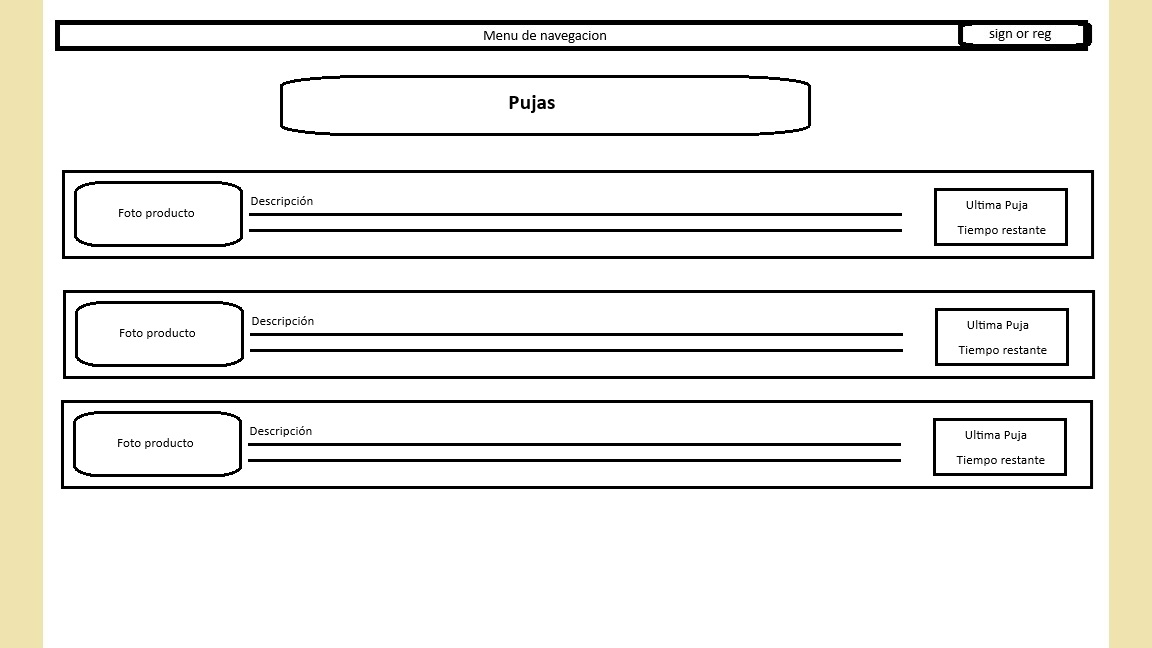 Menu de navegacion
sign or reg
Pujas
Foto producto
Descripción
Ultima Puja
Tiempo restante
Foto producto
Descripción
Ultima Puja
Tiempo restante
Foto producto
Descripción
Ultima Puja
Tiempo restante